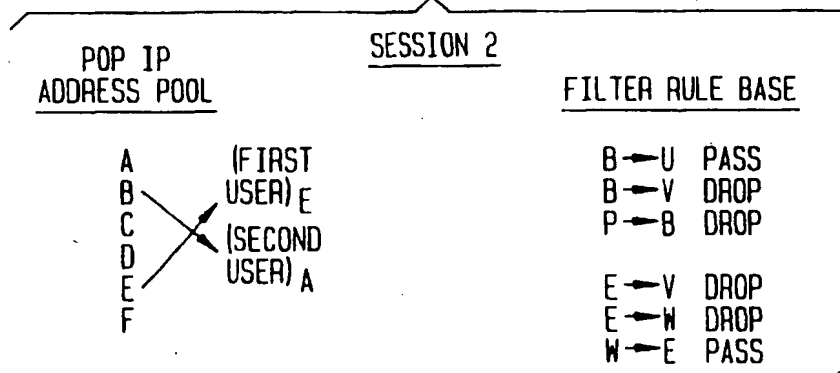 SESSION 2
POP IP
ADDRESS POOL
A
B
C
D
E
F
(FIRST
USER) E
(SECOND
USER) A
FILTER RULE BASE
B→U PASS
B→V DROP
P→B DROP
E→V DROP
E→W DROP
W→E PASS